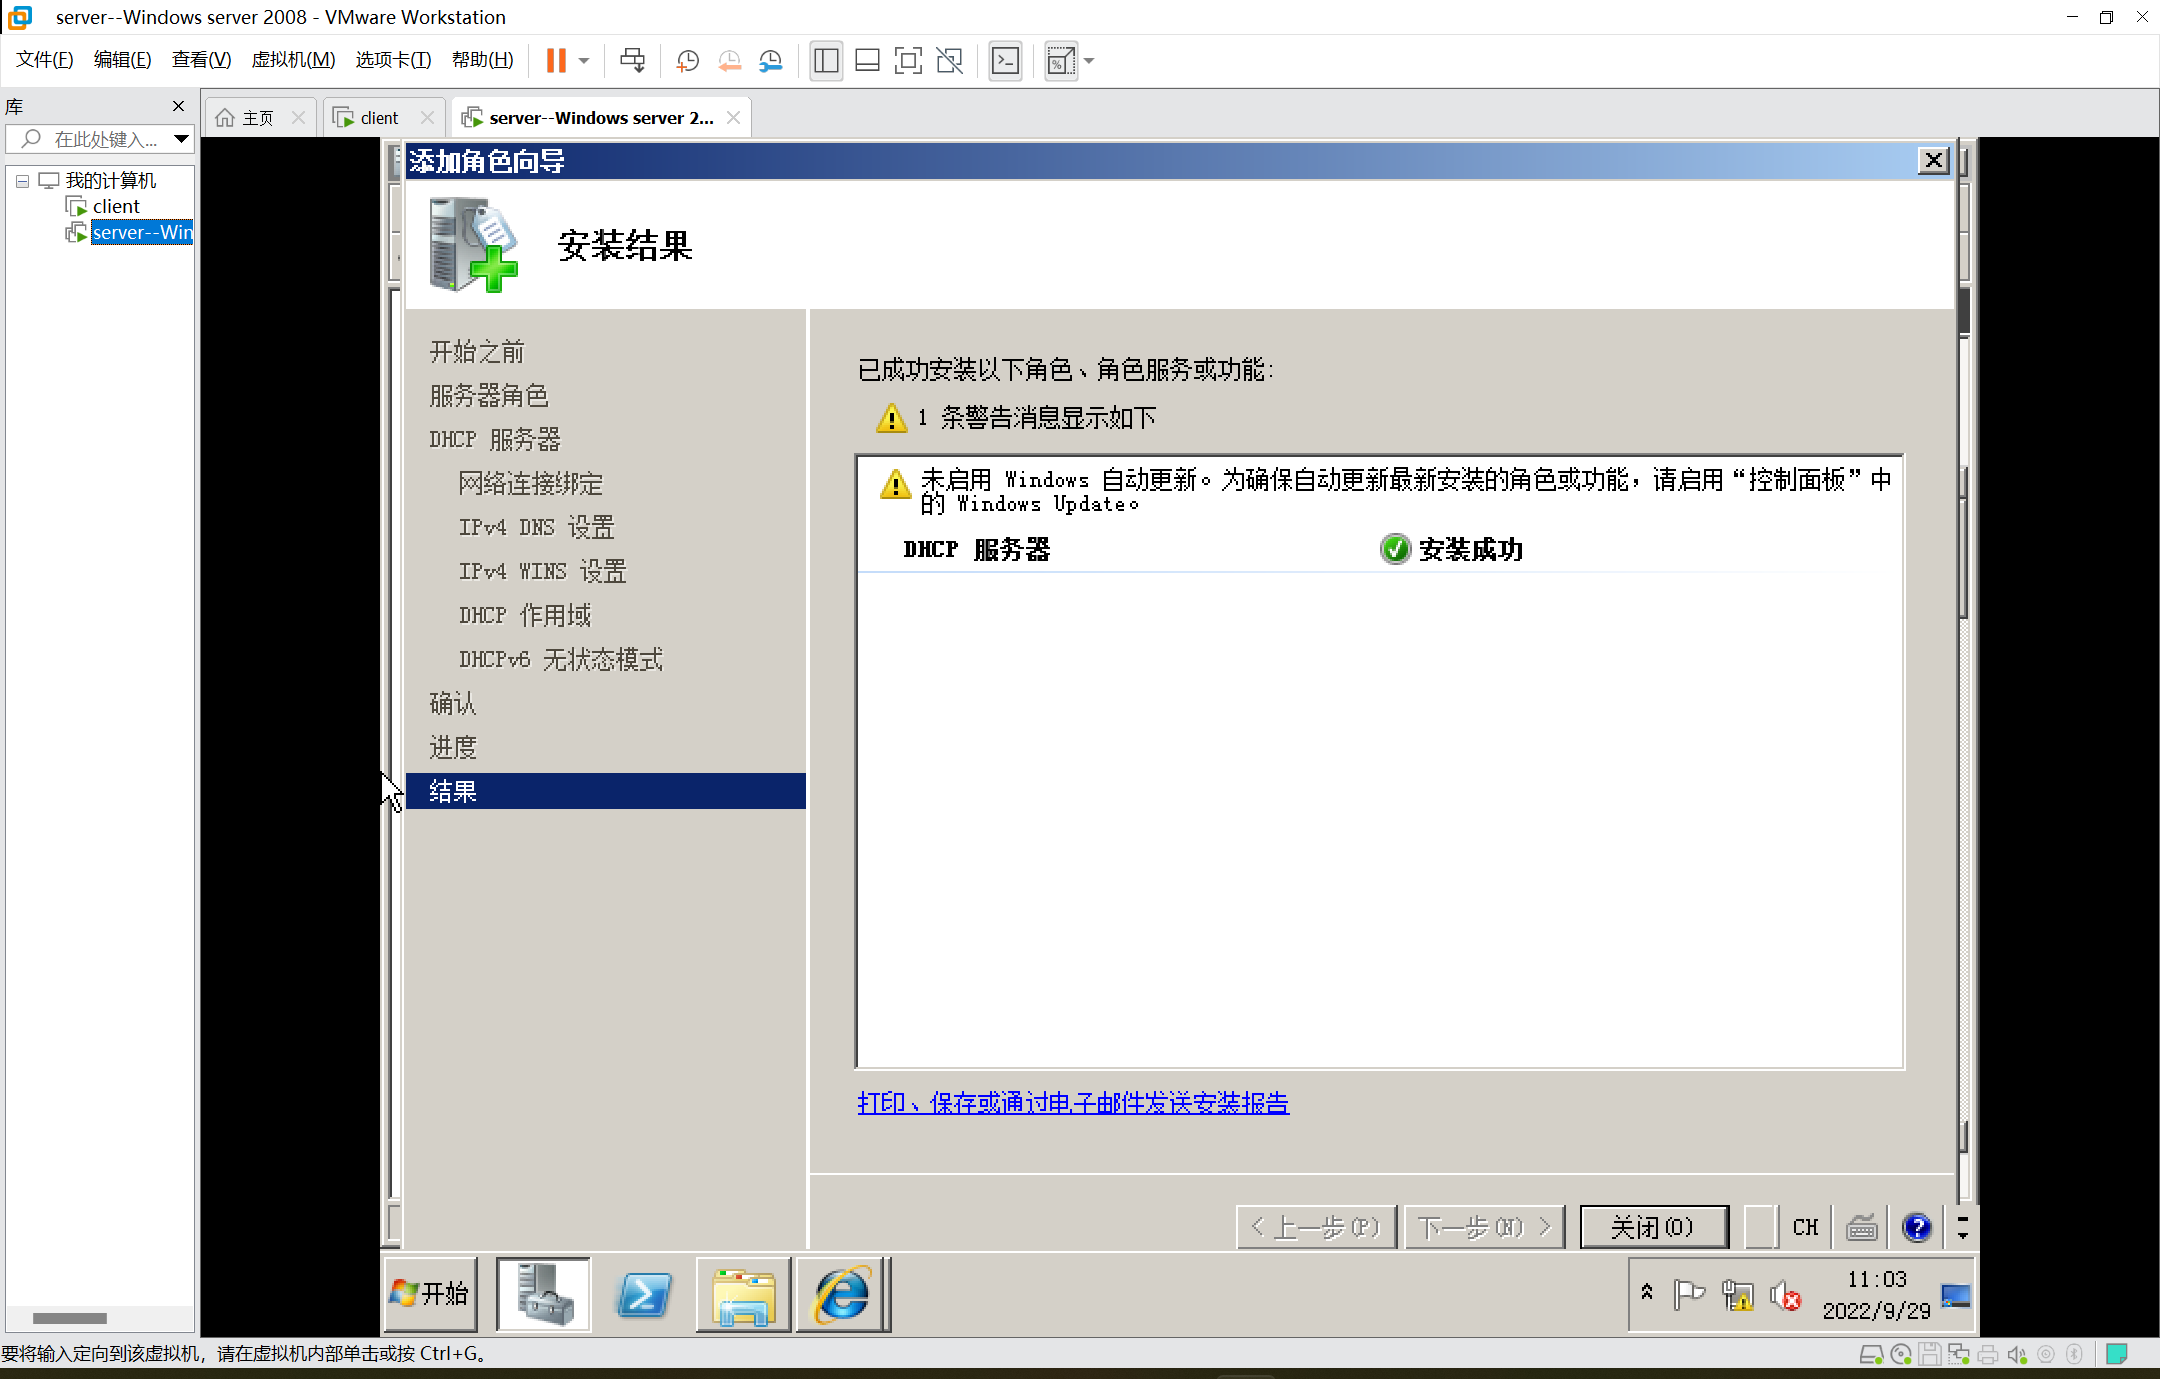 server--Windows server 2008 - VMware Workstation
文件(F) 编辑(E) 查看(V) 虚拟机(M) 选项卡(T) 帮助(H)
库
在此处键入...
我的计算机
client
server--Win
主页
client
server--Windows server 2...
添加角色向导
安装结果
开始之前
服务器角色
DHCP 服务器
网络连接绑定
IPv4 DNS 设置
IPv4 WINS 设置
DHCP 作用域
DHCPv6 无状态模式
确认
进度
结果
已成功安装以下角色、角色服务或功能:
1 条警告消息显示如下
未启用 Windows 自动更新。为确保自动更新最新安装的角色或功能，请启用“控制面板”中
的 Windows Update。
DHCP 服务器 安装成功
打印、保存或通过电子邮件发送安装报告
< 上一步(P) 下一步(N) > 关闭(O) CH
开始
11:03
2022/9/29
要将输入定向到该虚拟机，请在虚拟机内部单击或按 Ctrl+G。